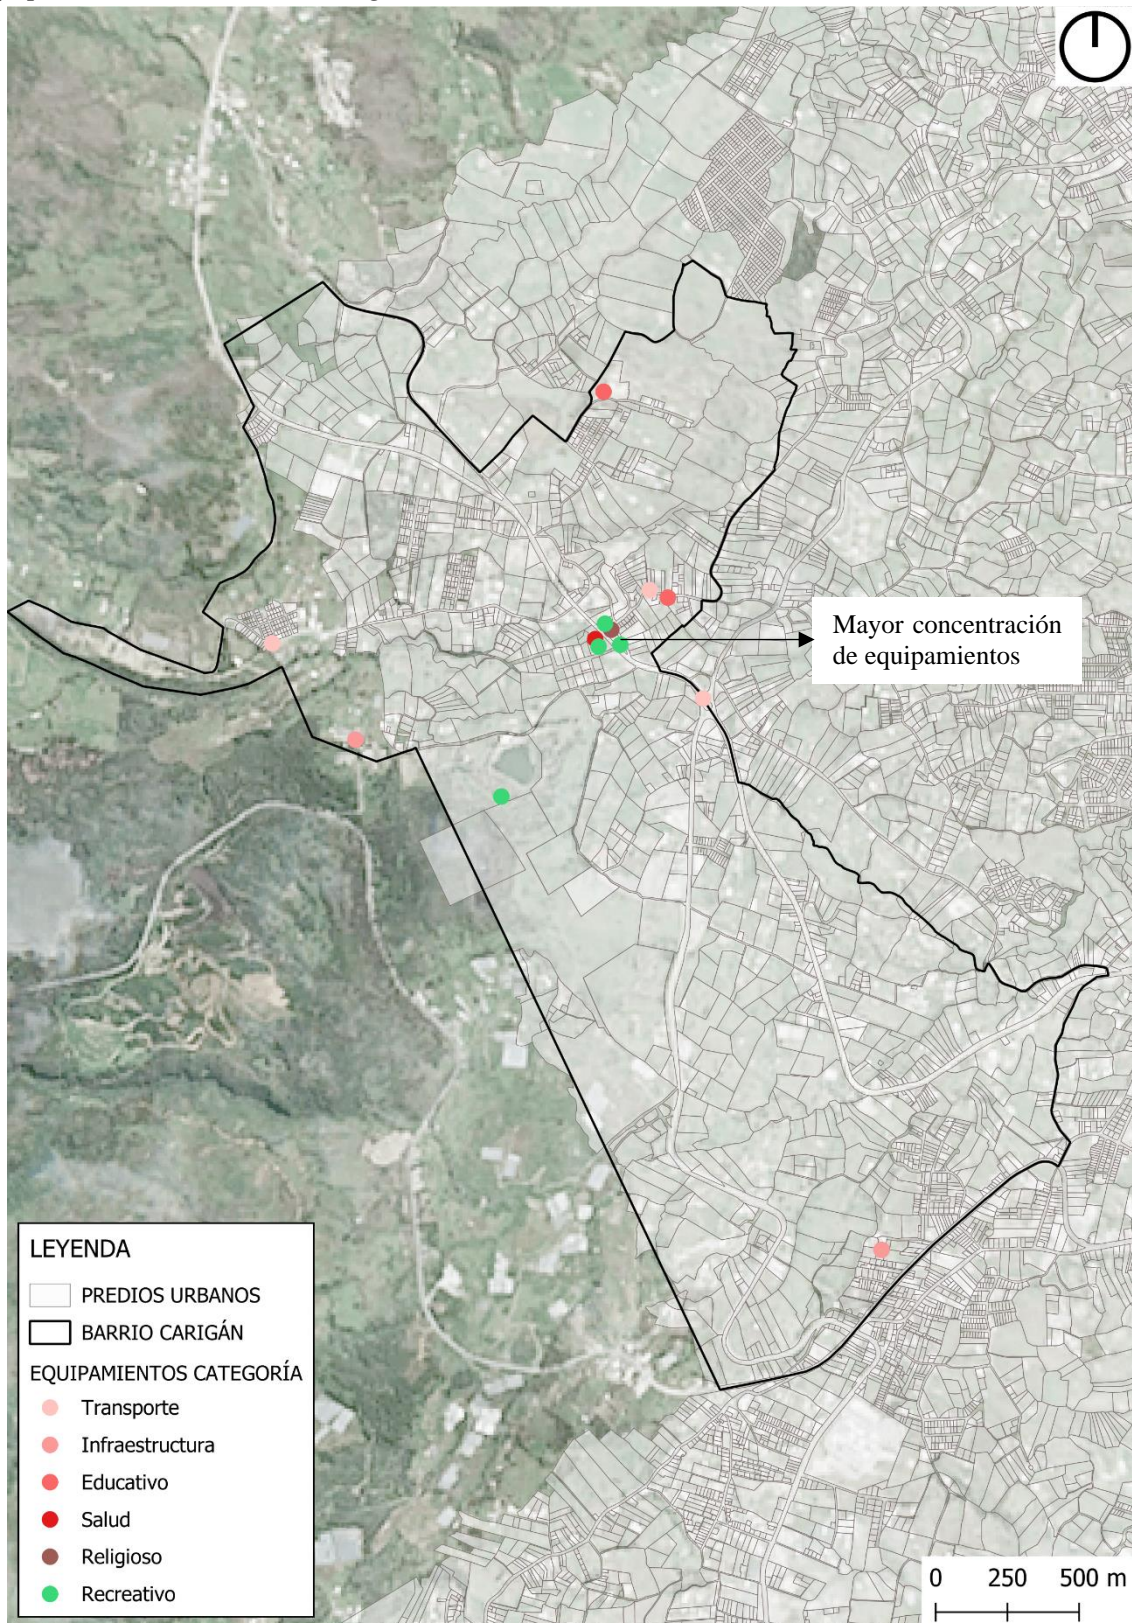 Mayor concentración
de equipamientos
LEYENDA
PREDIOS URBANOS
BARRIO CARIGÁN
EQUIPAMIENTOS CATEGORÍA
Transporte
Infraestructura
Educativo
Salud
Religioso
Recreativo
0 250 500 m